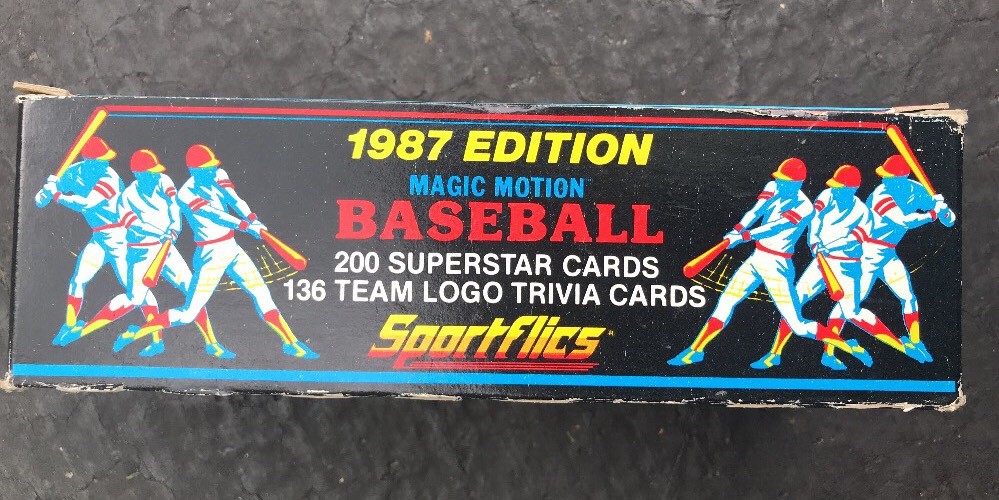 1987 EDITION
MAGIC MOTION
BASEBALL
200 SUPERSTAR CARDS
136 TEAM LOGO TRIVIA CARDS
Sportflics